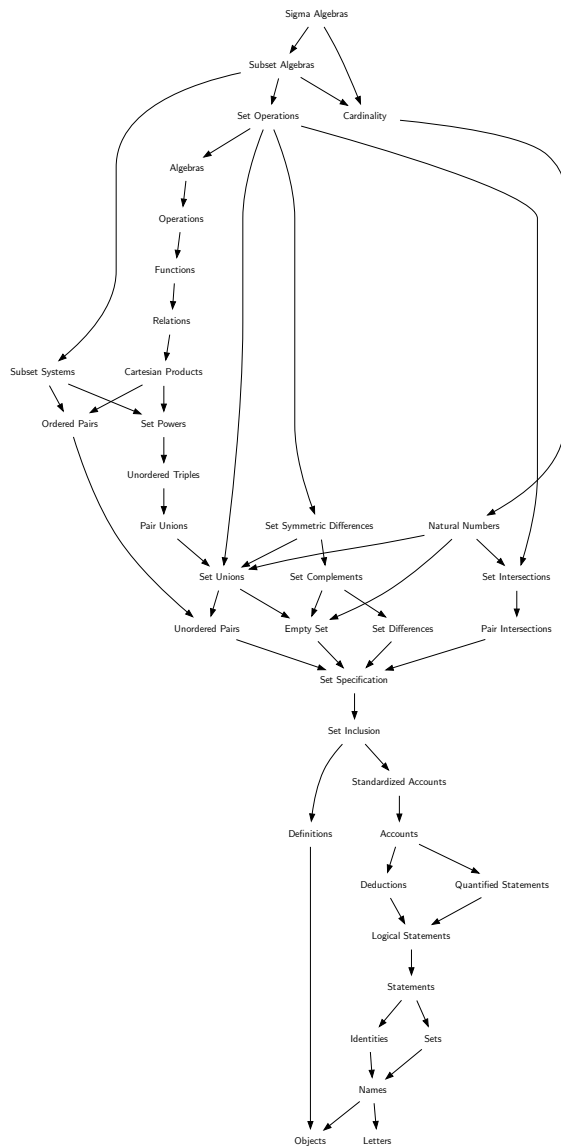 Sigma Algebras
Subset Algebras
Set Operations
Cardinality
Algebras
Operations
Functions
Relations
Subset Systems
Cartesian Products
Ordered Pairs
Set Powers
Unordered Triples
Pair Unions
Set Symmetric Differences
Natural Numbers
Set Unions
Set Complements
Set Intersections
Unordered Pairs
Empty Set
Set Differences
Pair Intersections
Set Specification
Set Inclusion
Standardized Accounts
Definitions
Accounts
Deductions
Quantified Statements
Logical Statements
Statements
Identities
Sets
Names
Objects
Letters